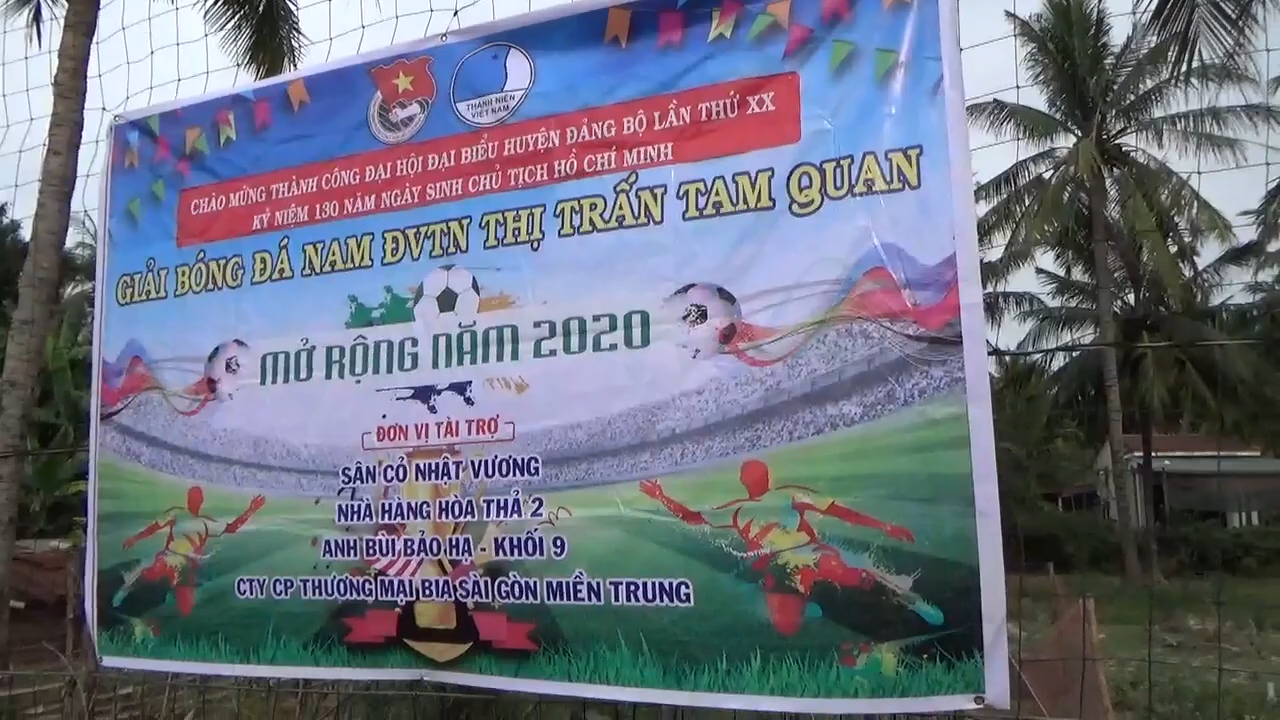 THANH NIÊN
VIỆT NAM
CHÀO MỪNG THÀNH CÔNG ĐẠI HỘI ĐẠI BIỂU HUYỆN ĐẢNG BỘ LẦN THỨ XX
KỶ NIỆM 130 NĂM NGÀY SINH CHỦ TỊCH HỒ CHÍ MINH
GIẢI BÓNG ĐÁ NAM ĐVTN THỊ TRẤN TAM QUAN
MỞ RỘNG NĂM 2020
ĐƠN VỊ TÀI TRỢ
SÂN CỎ NHẬT VƯƠNG
NHÀ HÀNG HÒA THẢ 2
ANH BÙI BẢO HẠ - KHỐI 9
CTY CP THƯƠNG MẠI BIA SÀI GÒN MIỀN TRUNG